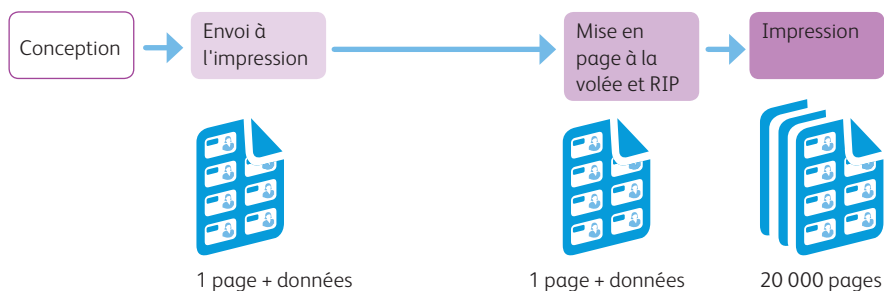 Conception
Envoi à
l'impression
Mise en
page à la
volée et RIP
Impression
1 page + données
1 page + données
20 000 pages